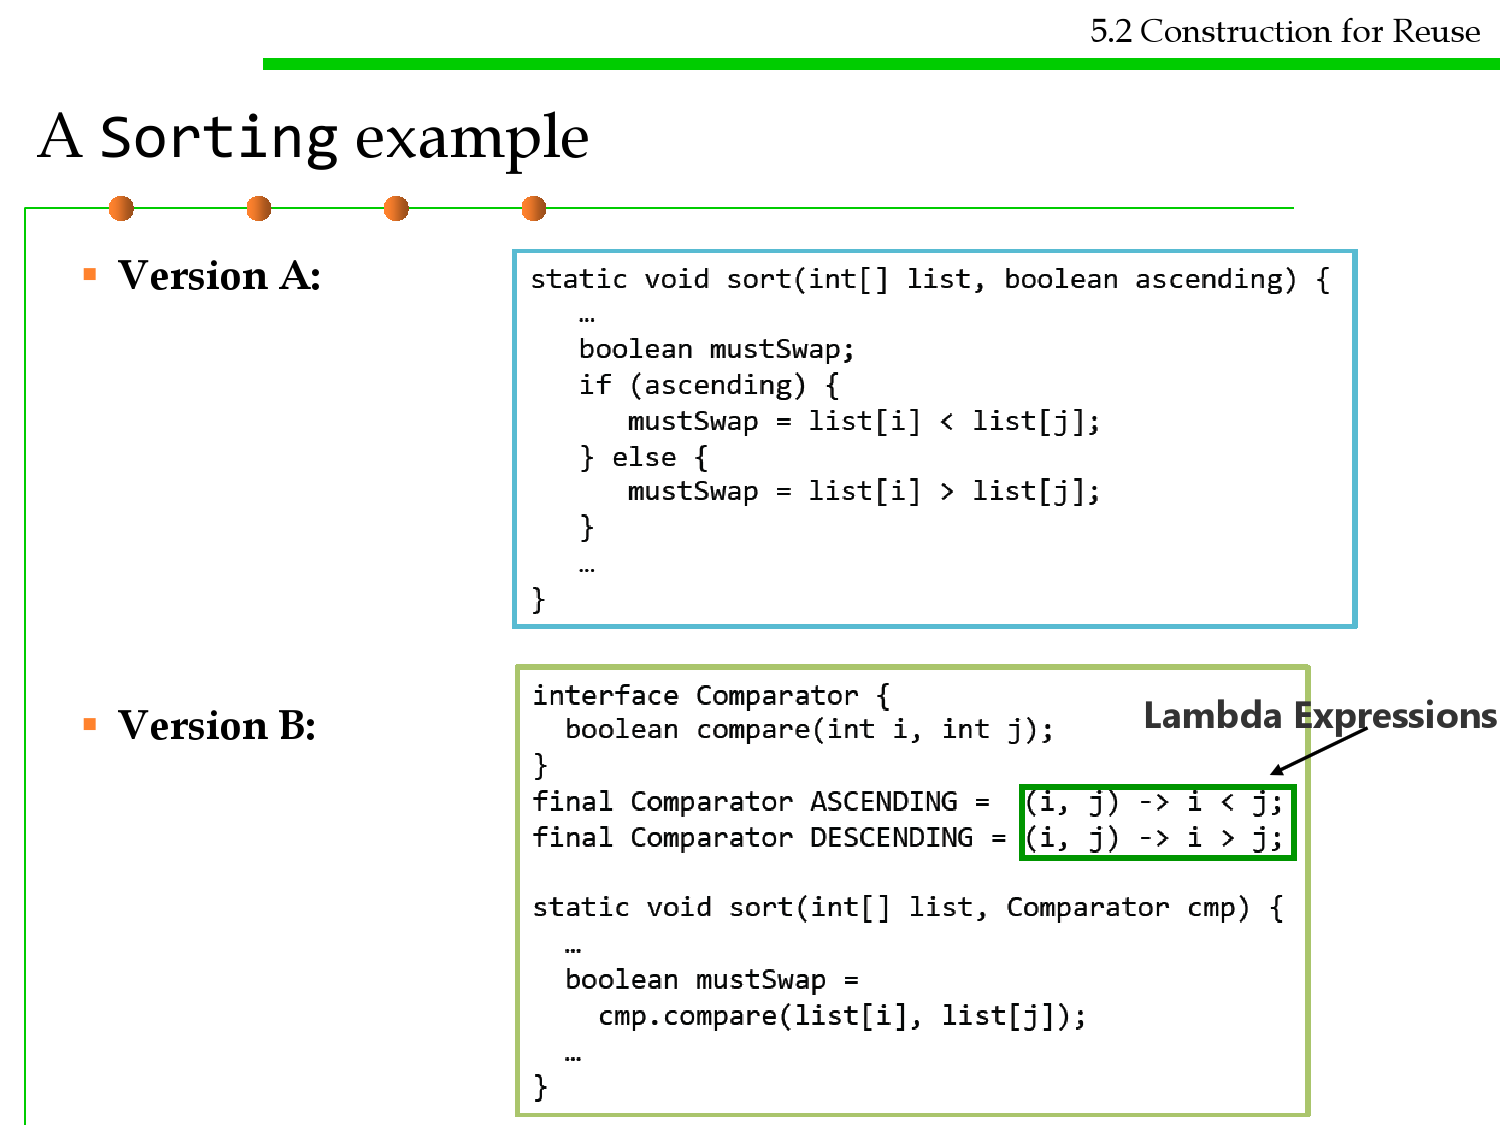 5.2 Construction for Reuse
A Sorting example
▪ Version A:
static void sort(int[] list, boolean ascending) {
…
boolean mustSwap;
if (ascending) {
mustSwap = list[i] < list[j];
} else {
mustSwap = list[i] > list[j];
}
…
}
▪ Version B:
interface Comparator {
boolean compare(int i, int j);
}
Lambda Expressions
final Comparator ASCENDING = (i, j) -> i < j;
final Comparator DESCENDING = (i, j) -> i > j;
static void sort(int[] list, Comparator cmp) {
…
boolean mustSwap =
cmp.compare(list[i], list[j]);
…
}